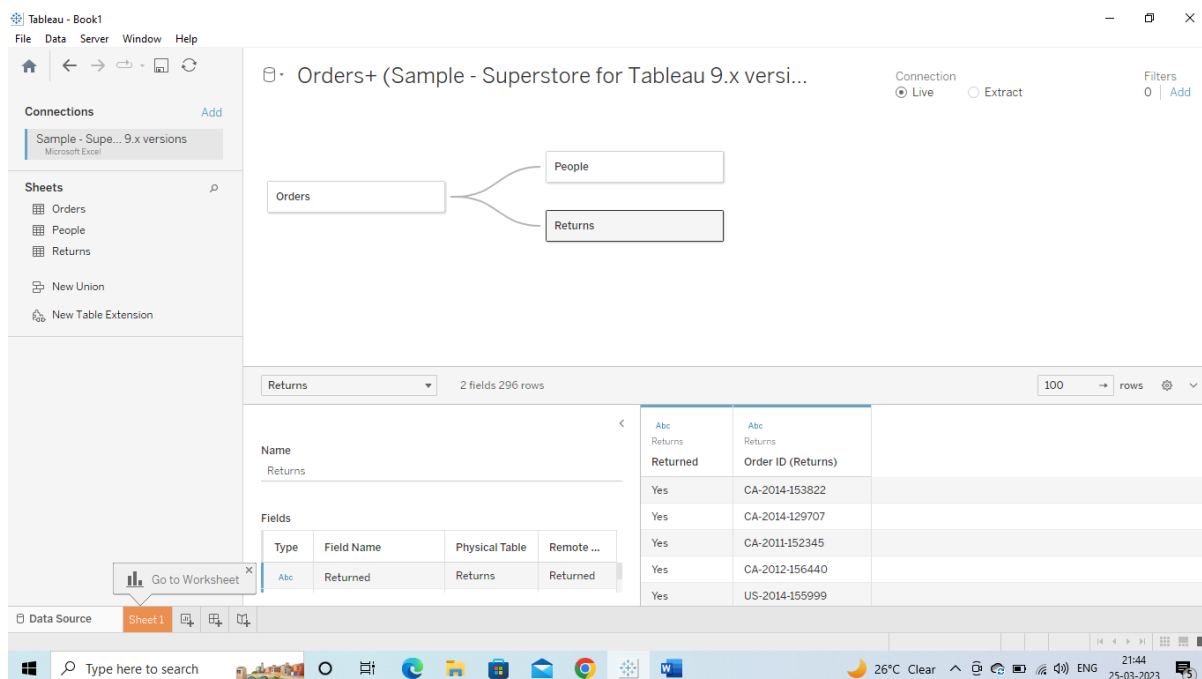 Tableau - Book1
File Data Server Window Help
Orders+ (Sample - Superstore for Tableau 9.x versi...
Connection
Live Extract
Filters
0 Add
Connections Add
Sample - Supe... 9.x versions
Microsoft Excel
Sheets
Orders
People
Returns
New Union
New Table Extension
Orders
People
Returns
Returns 2 fields 296 rows 100 → rows
Name
Returns
Fields
Type Field Name Physical Table Remote ...
Abc Returned Returns Returned
Abc Abc
Returns Returns
Returned Order ID (Returns)
Yes CA-2014-153822
Yes CA-2014-129707
Yes CA-2011-152345
Yes CA-2012-156440
Yes US-2014-155999
Go to Worksheet
Data Source Sheet 1
Type here to search
26°C Clear ENG 21:44
25-03-2023